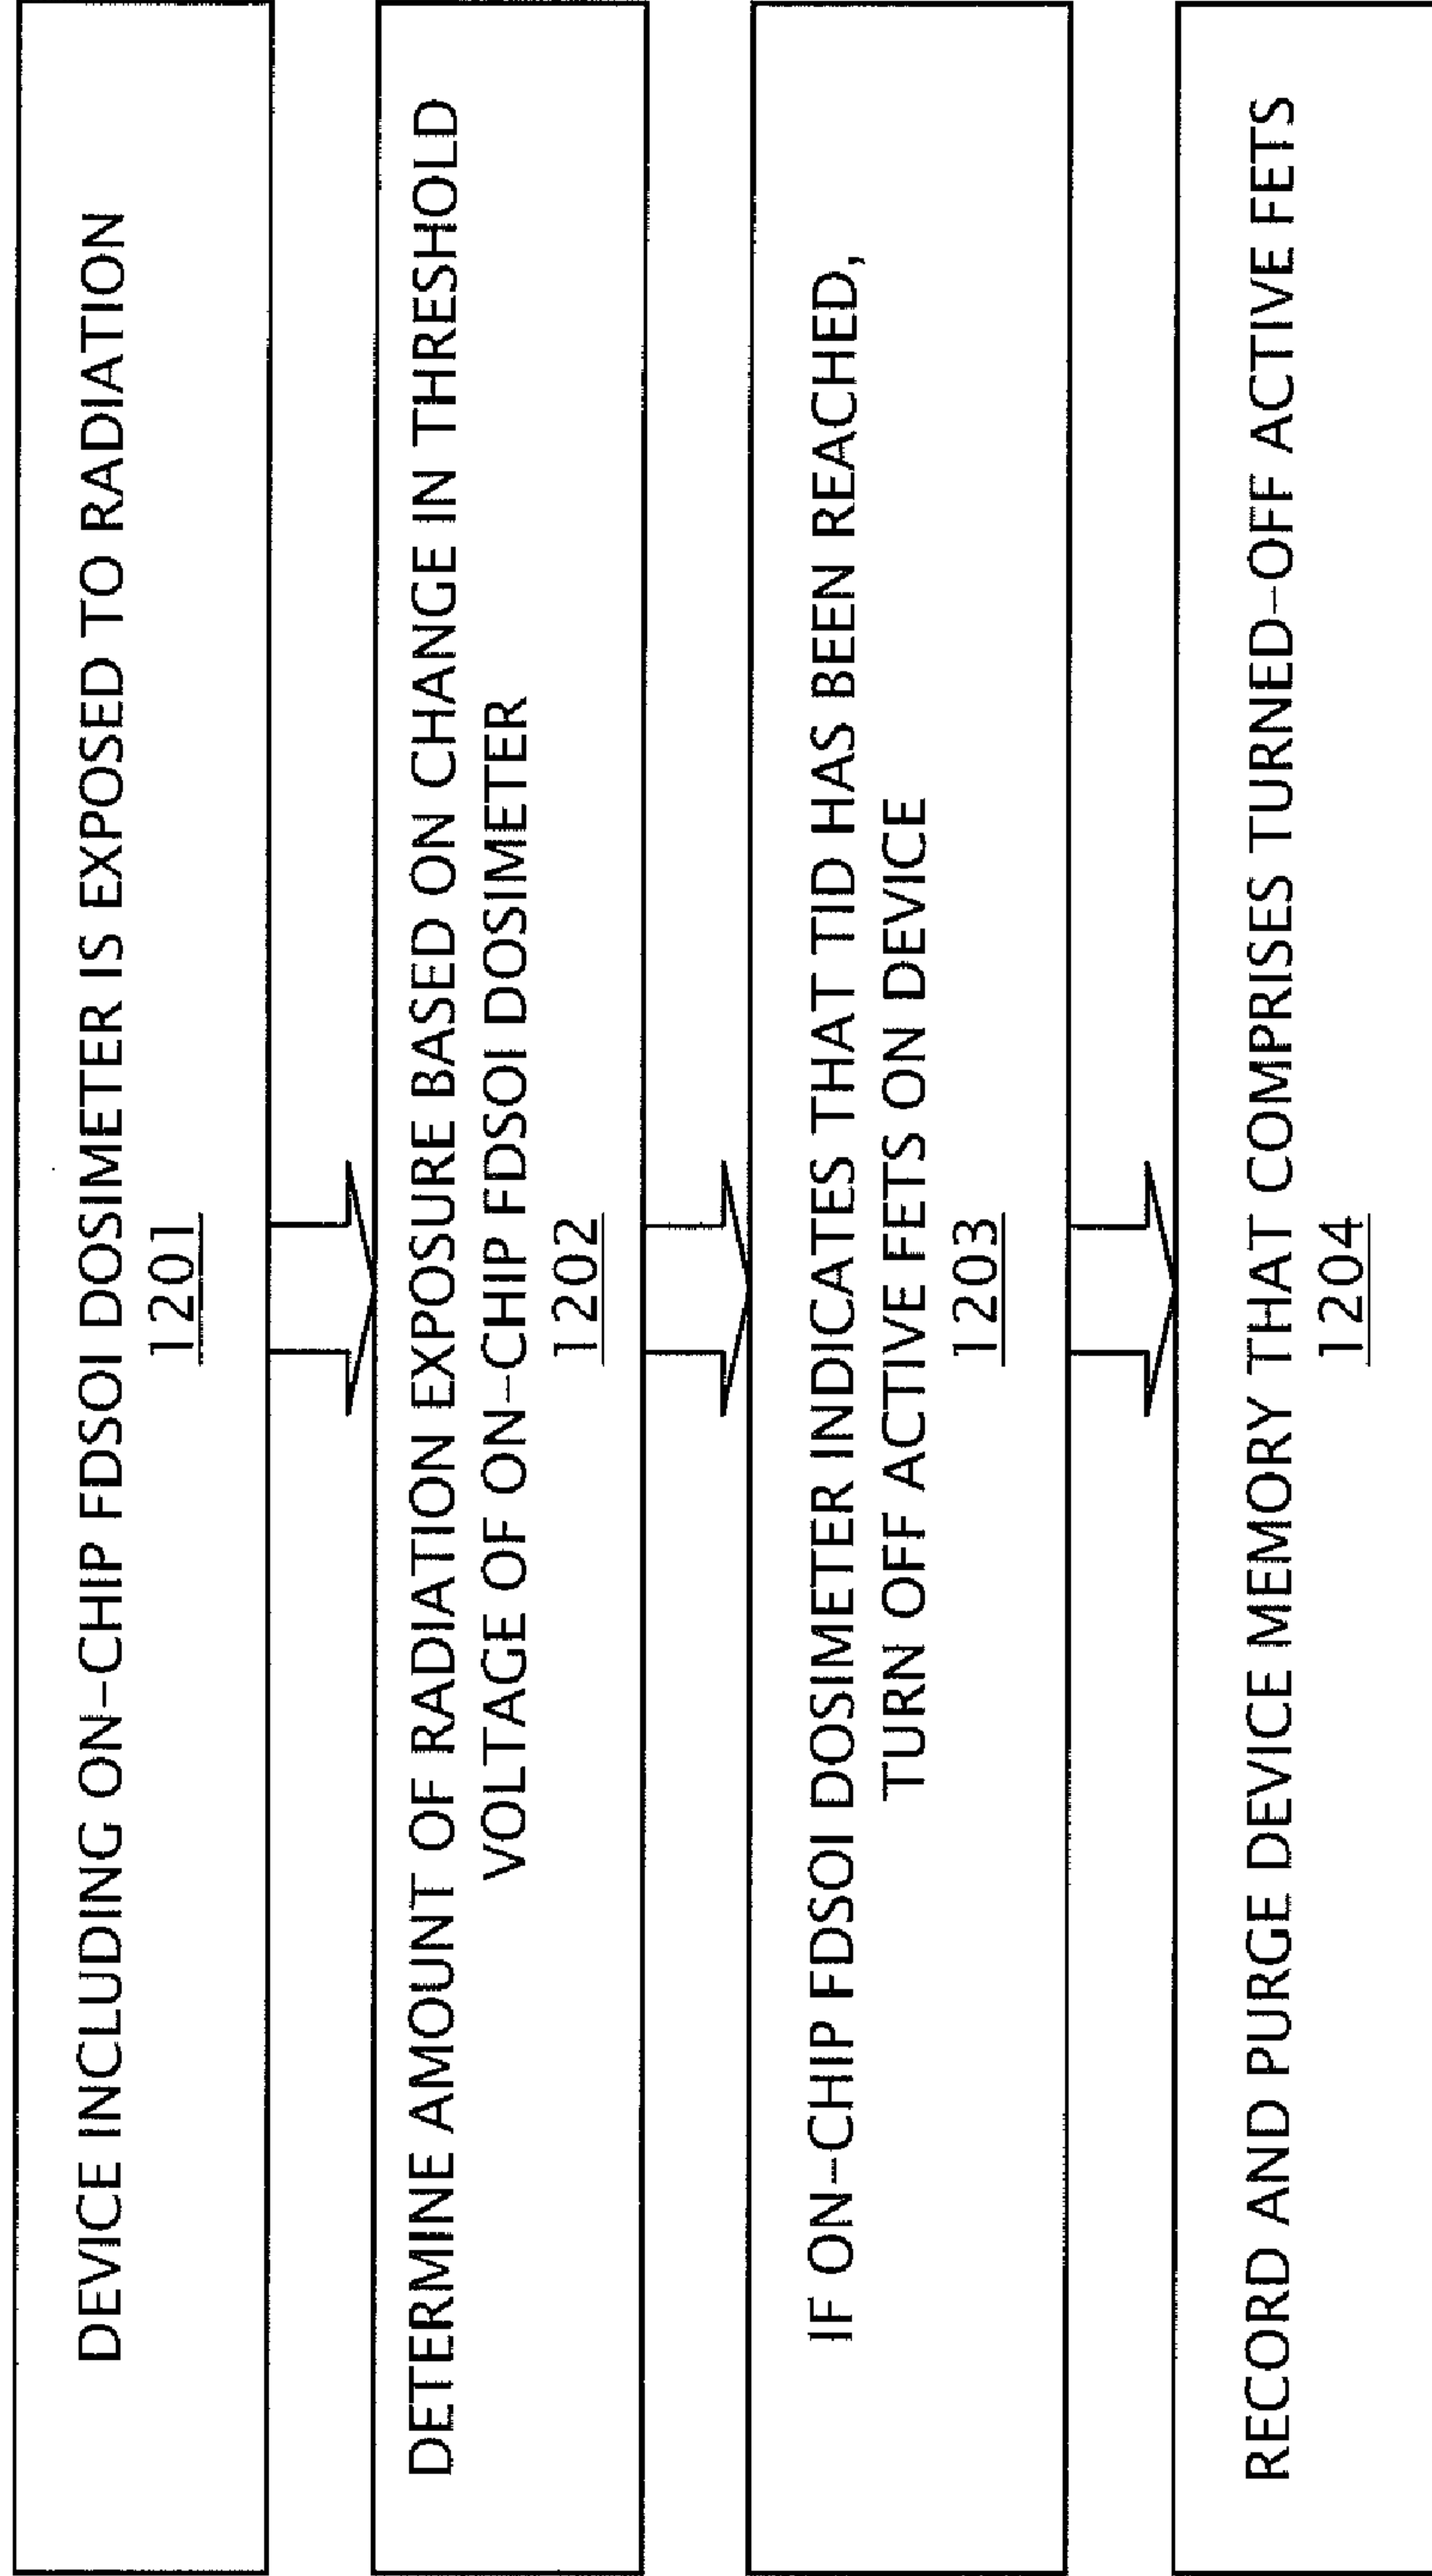 DEVICE INCLUDING ON-CHIP FDSOI DOSIMETER IS EXPOSED TO RADIATION
1201
DETERMINE AMOUNT OF RADIATION EXPOSURE BASED ON CHANGE IN THRESHOLD
VOLTAGE OF ON-CHIP FDSOI DOSIMETER
1202
IF ON-CHIP FDSOI DOSIMETER INDICATES THAT TID HAS BEEN REACHED,
TURN OFF ACTIVE FETS ON DEVICE
1203
RECORD AND PURGE DEVICE MEMORY THAT COMPRISES TURNED-OFF ACTIVE FETS
1204